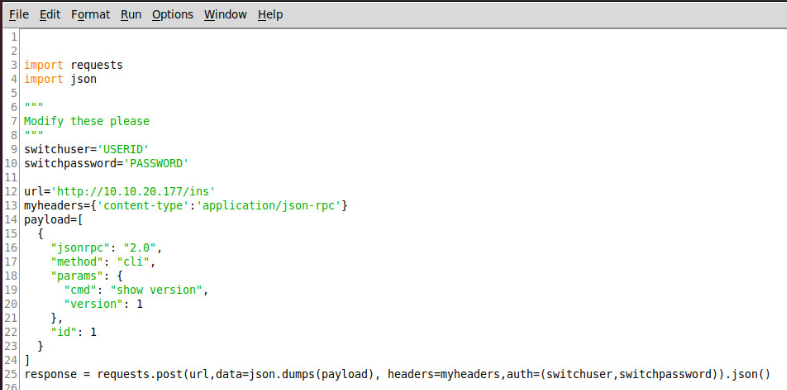 File Edit Format Run Options Window Help
1
2
3 import requests
4 import json
5
6 """
7 Modify these please
8 """
9 switchuser='USERID'
10 switchpassword='PASSWORD'
11
12 url='http://10.10.20.177/ins'
13 myheaders={'content-type':'application/json-rpc'}
14 payload=[
15   {
16     "jsonrpc": "2.0",
17     "method": "cli",
18     "params": {
19       "cmd": "show version",
20       "version": 1
21     },
22     "id": 1
23   }
24 ]
25 response = requests.post(url,data=json.dumps(payload), headers=myheaders,auth=(switchuser,switchpassword)).json()
26